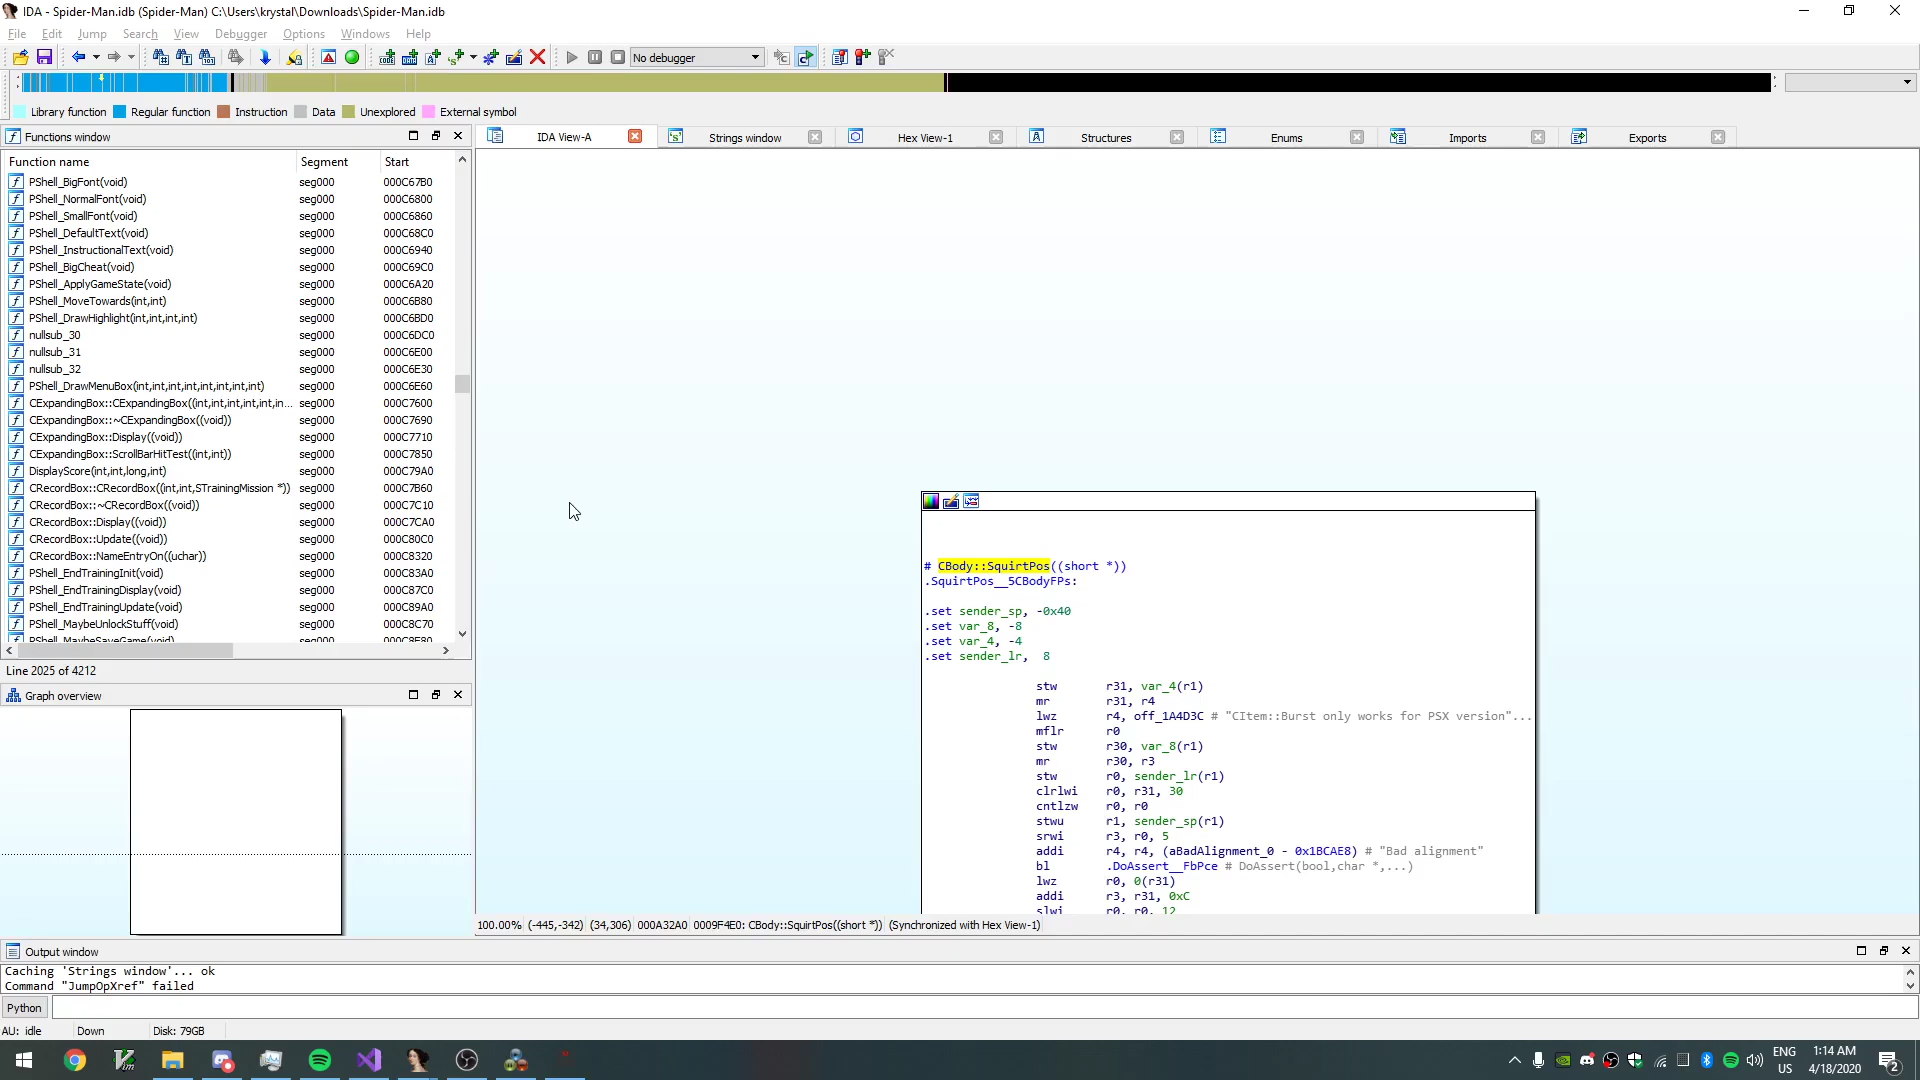 IDA - Spider-Man.idb (Spider-Man) C:\Users\krystal\Downloads\Spider-Man.idb
File Edit Jump Search View Debugger Options Windows Help
No debugger
Library function Regular function Instruction Data Unexplored External symbol
Functions window
IDA View-A Strings window Hex View-1 Structures Enums Imports Exports
Function name Segment Start
PShell_BigFont(void) seg000 000C67B0
PShell_NormalFont(void) seg000 000C6800
PShell_SmallFont(void) seg000 000C6860
PShell_DefaultText(void) seg000 000C68C0
PShell_InstructionalText(void) seg000 000C6940
PShell_BigCheat(void) seg000 000C69C0
PShell_ApplyGameState(void) seg000 000C6A20
PShell_MoveTowards(int,int) seg000 000C6B80
PShell_DrawHighlight(int,int,int,int) seg000 000C6BD0
nullsub_30 seg000 000C6DC0
nullsub_31 seg000 000C6E00
nullsub_32 seg000 000C6E30
PShell_DrawMenuBox(int,int,int,int,int,int,int,int) seg000 000C6E60
CExpandingBox::CExpandingBox((int,int,int,int,int,in... seg000 000C7600
CExpandingBox::~CExpandingBox((void)) seg000 000C7690
CExpandingBox::Display((void)) seg000 000C7710
CExpandingBox::ScrollBarHitTest((int,int)) seg000 000C7850
DisplayScore(int,int,long,int) seg000 000C79A0
CRecordBox::CRecordBox((int,int,STrainingMission *)) seg000 000C7B60
CRecordBox::~CRecordBox((void)) seg000 000C7C10
CRecordBox::Display((void)) seg000 000C7CA0
CRecordBox::Update((void)) seg000 000C80C0
CRecordBox::NameEntryOn((uchar)) seg000 000C8320
PShell_EndTrainingInit(void) seg000 000C83A0
PShell_EndTrainingDisplay(void) seg000 000C87C0
PShell_EndTrainingUpdate(void) seg000 000C89A0
PShell_MaybeUnlockStuff(void) seg000 000C8C70
PShell_MaybeSaveGame(void) seg000 000C8E80
Line 2025 of 4212
Graph overview
# CBody::SquirtPos((short *))
.SquirtPos__5CBodyFPs:
.set sender_sp, -0x40
.set var_8, -8
.set var_4, -4
.set sender_lr, 8
stw r31, var_4(r1)
mr r31, r4
lwz r4, off_1A4D3C # "CItem::Burst only works for PSX version"...
mflr r0
stw r30, var_8(r1)
mr r30, r3
stw r0, sender_lr(r1)
clrlwi r0, r31, 30
cntlzw r0, r0
stwu r1, sender_sp(r1)
srwi r3, r0, 5
addi r4, r4, (aBadAlignment_0 - 0x1BCAE8) # "Bad alignment"
bl .DoAssert__FbPce # DoAssert(bool,char *,...)
lwz r0, 0(r31)
addi r3, r31, 0xC
slwi r0, r0, 12
100.00% (-445,-342) (34,306) 000A32A0 0009F4E0: CBody::SquirtPos((short *)) (Synchronized with Hex View-1)
Output window
Caching 'Strings window'... ok
Command "JumpOpXref" failed
Python
AU: idle Down Disk: 79GB
ENG
US
1:14 AM
4/18/2020
2